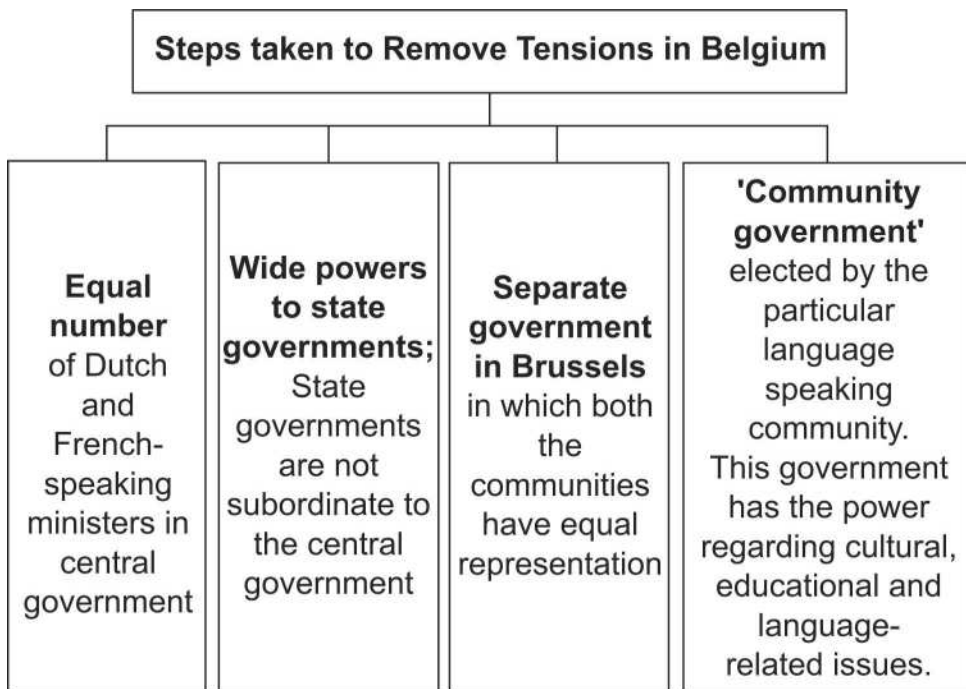 Steps taken to Remove Tensions in Belgium
Equal
number
of Dutch
and
French-
speaking
ministers in
central
government
Wide powers
to state
governments;
State
governments
are not
subordinate to
the central
government
Separate
government
in Brussels
in which both
the
communities
have equal
representation
'Community
government'
elected by the
particular
language
speaking
community.
This government
has the power
regarding cultural,
educational and
language-
related issues.